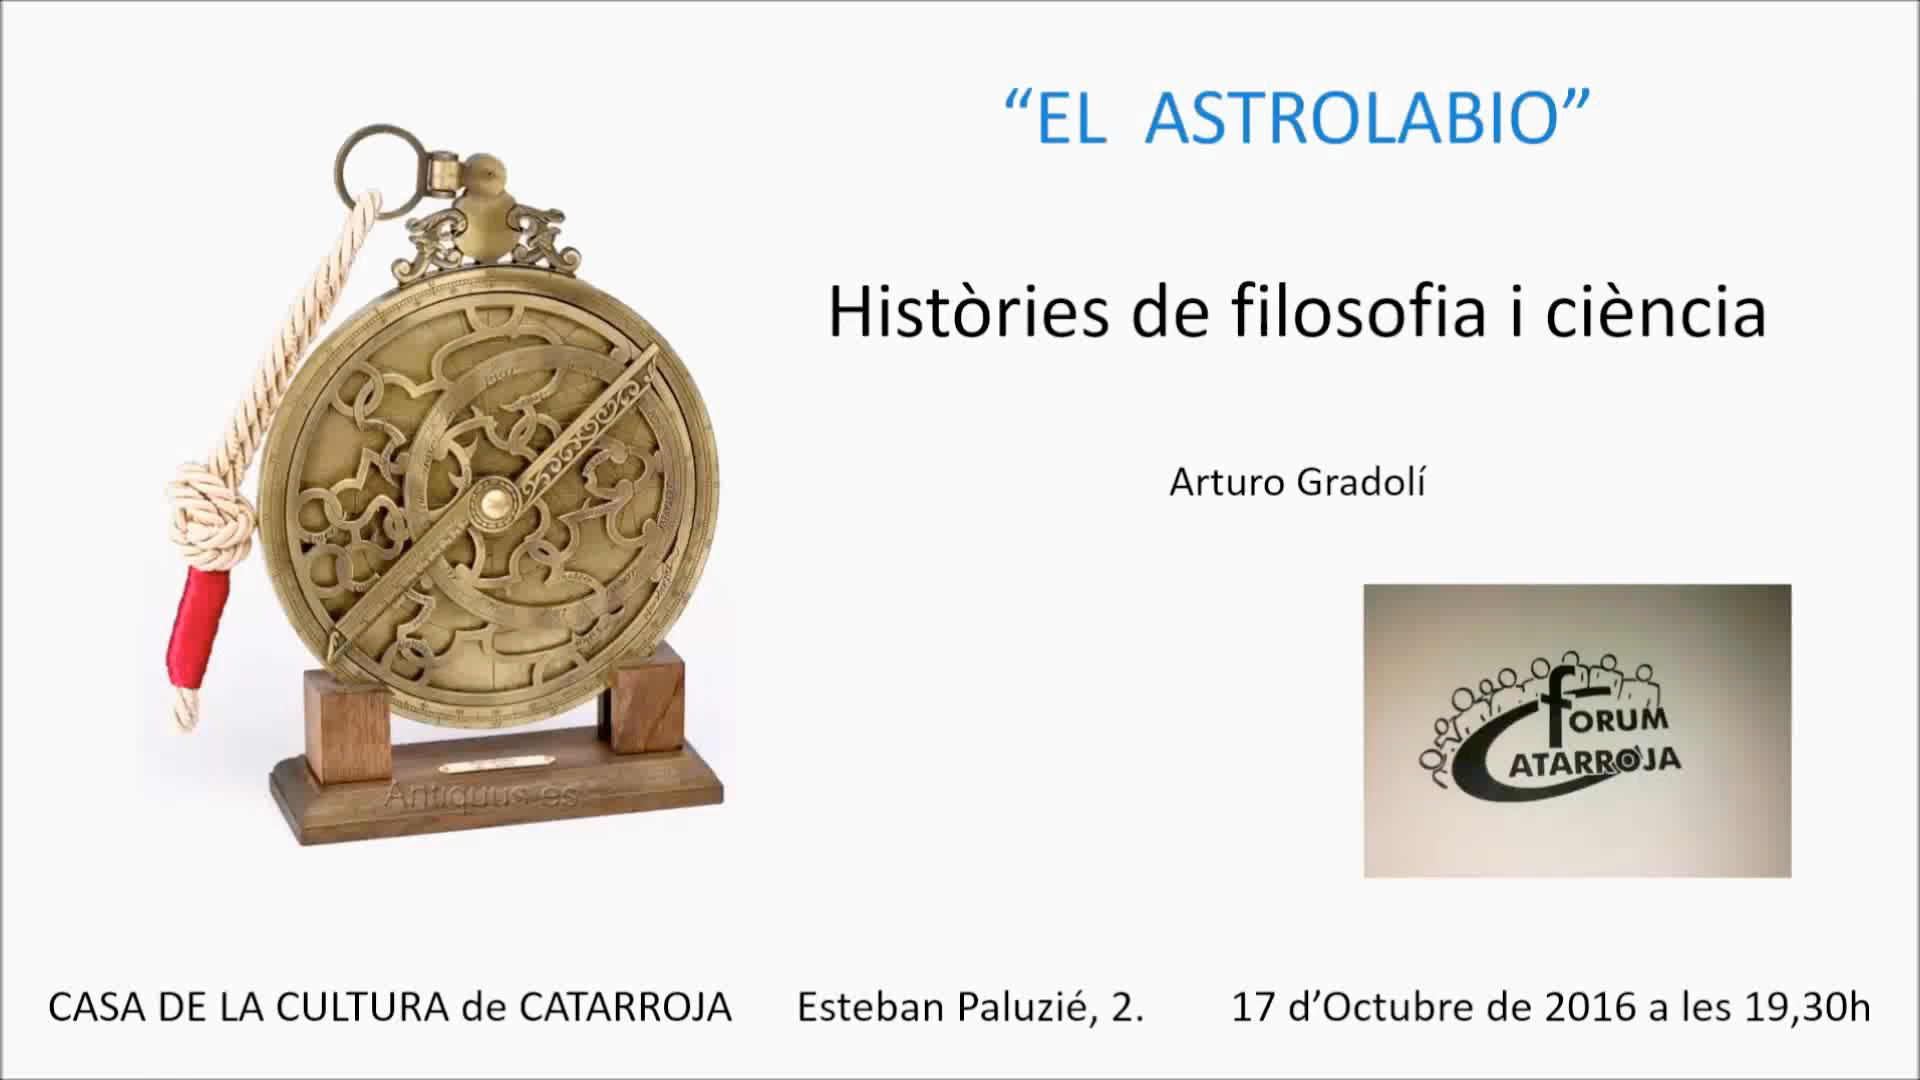 “EL ASTROLABIO”
Històries de filosofia i ciència
Arturo Gradolí
FORUM
CATARROJA
Antiquus.es
CASA DE LA CULTURA de CATARROJA Esteban Paluzié, 2. 17 d’Octubre de 2016 a les 19,30h